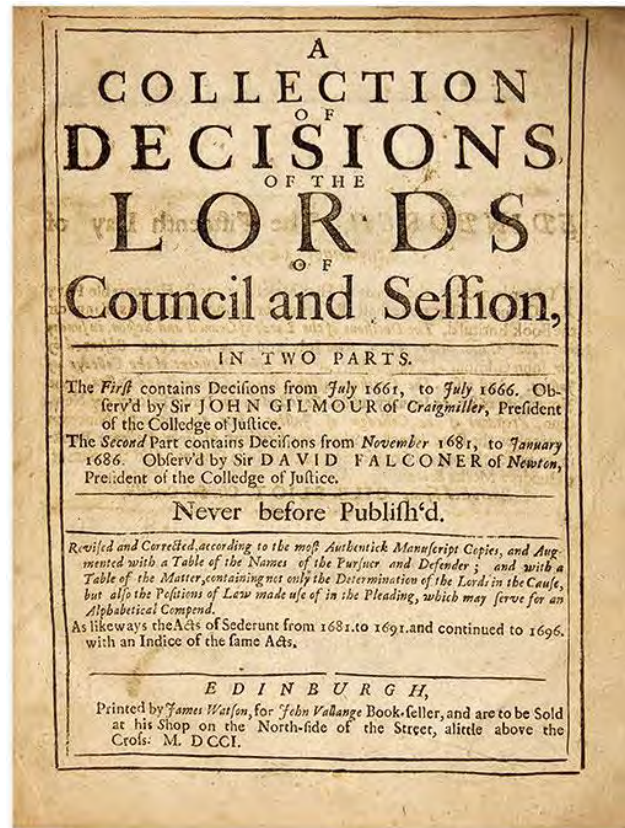 A
COLLECTION
OF
DECISIONS
OF THE
LORDS
OF
Council and Seſſion,
IN TWO PARTS.
The Firſt contains Deciſions from July 1661, to July 1666. Ob-
ſerv'd by Sir JOHN GILMOUR of Craigmiller, Preſident
of the Colledge of Juſtice.
The Second Part contains Deciſions from November 1681, to January
1686. Obſerv'd by Sir DAVID FALCONER of Newton,
Preſident of the Colledge of Juſtice.
Never before Publiſh'd.
Reviſed and Corrected, according to the moſt Authentick Manuſcript Copies, and Aug-
mented with a Table of the Names of the Purſuer and Defender; and with a
Table of the Matter, containing not only the Determination of the Lords in the Cauſe,
but alſo the Poſitions of Law made uſe of in the Pleading, which may ſerve for an
Alphabetical Compend.
As likeways the Acts of Sederunt from 1681. to 1691. and continued to 1696.
with an Indice of the ſame Acts.
EDINBURGH,
Printed by James Watſon, for John Vallange Book-ſeller, and are to be Sold
at his Shop on the North-ſide of the Street, a little above the
Croſs: M. DCCI.